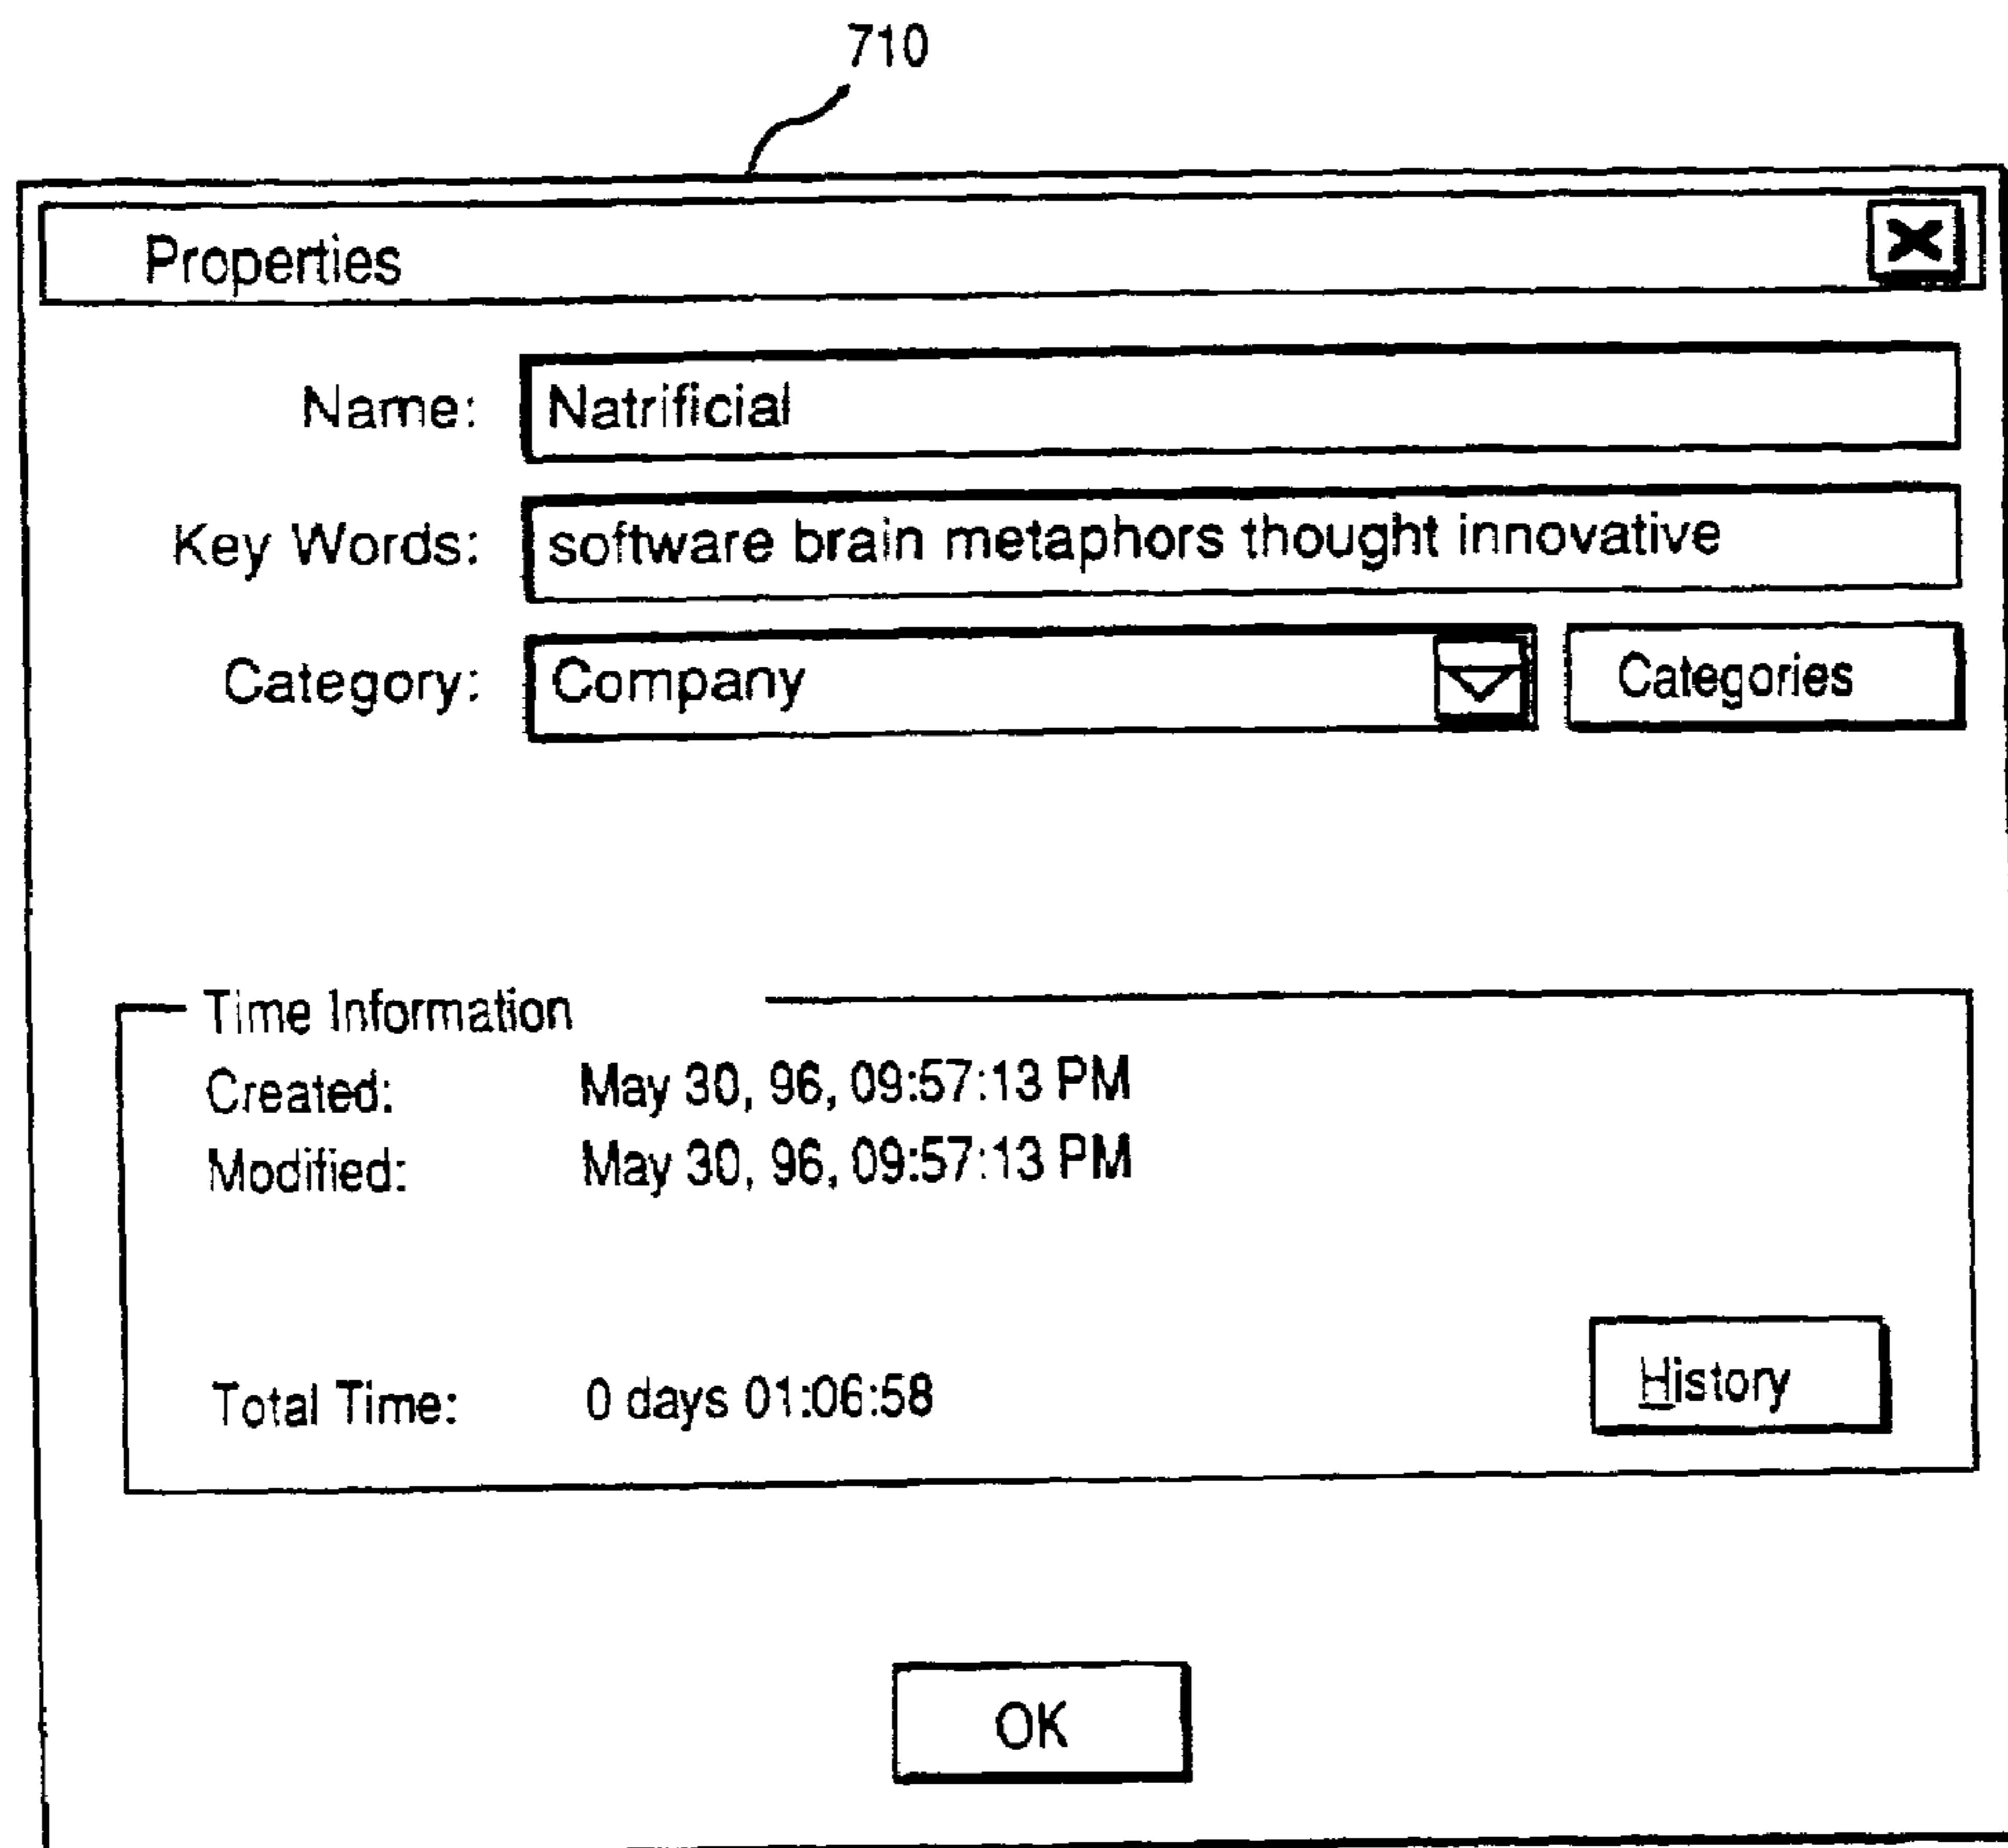 710
Properties
Name: Natrificial
Key Words: software brain metaphors thought innovative
Category: Company Categories
Time Information
Created: May 30, 96, 09:57:13 PM
Modified: May 30, 96, 09:57:13 PM
Total Time: 0 days 01:06:58 History
OK